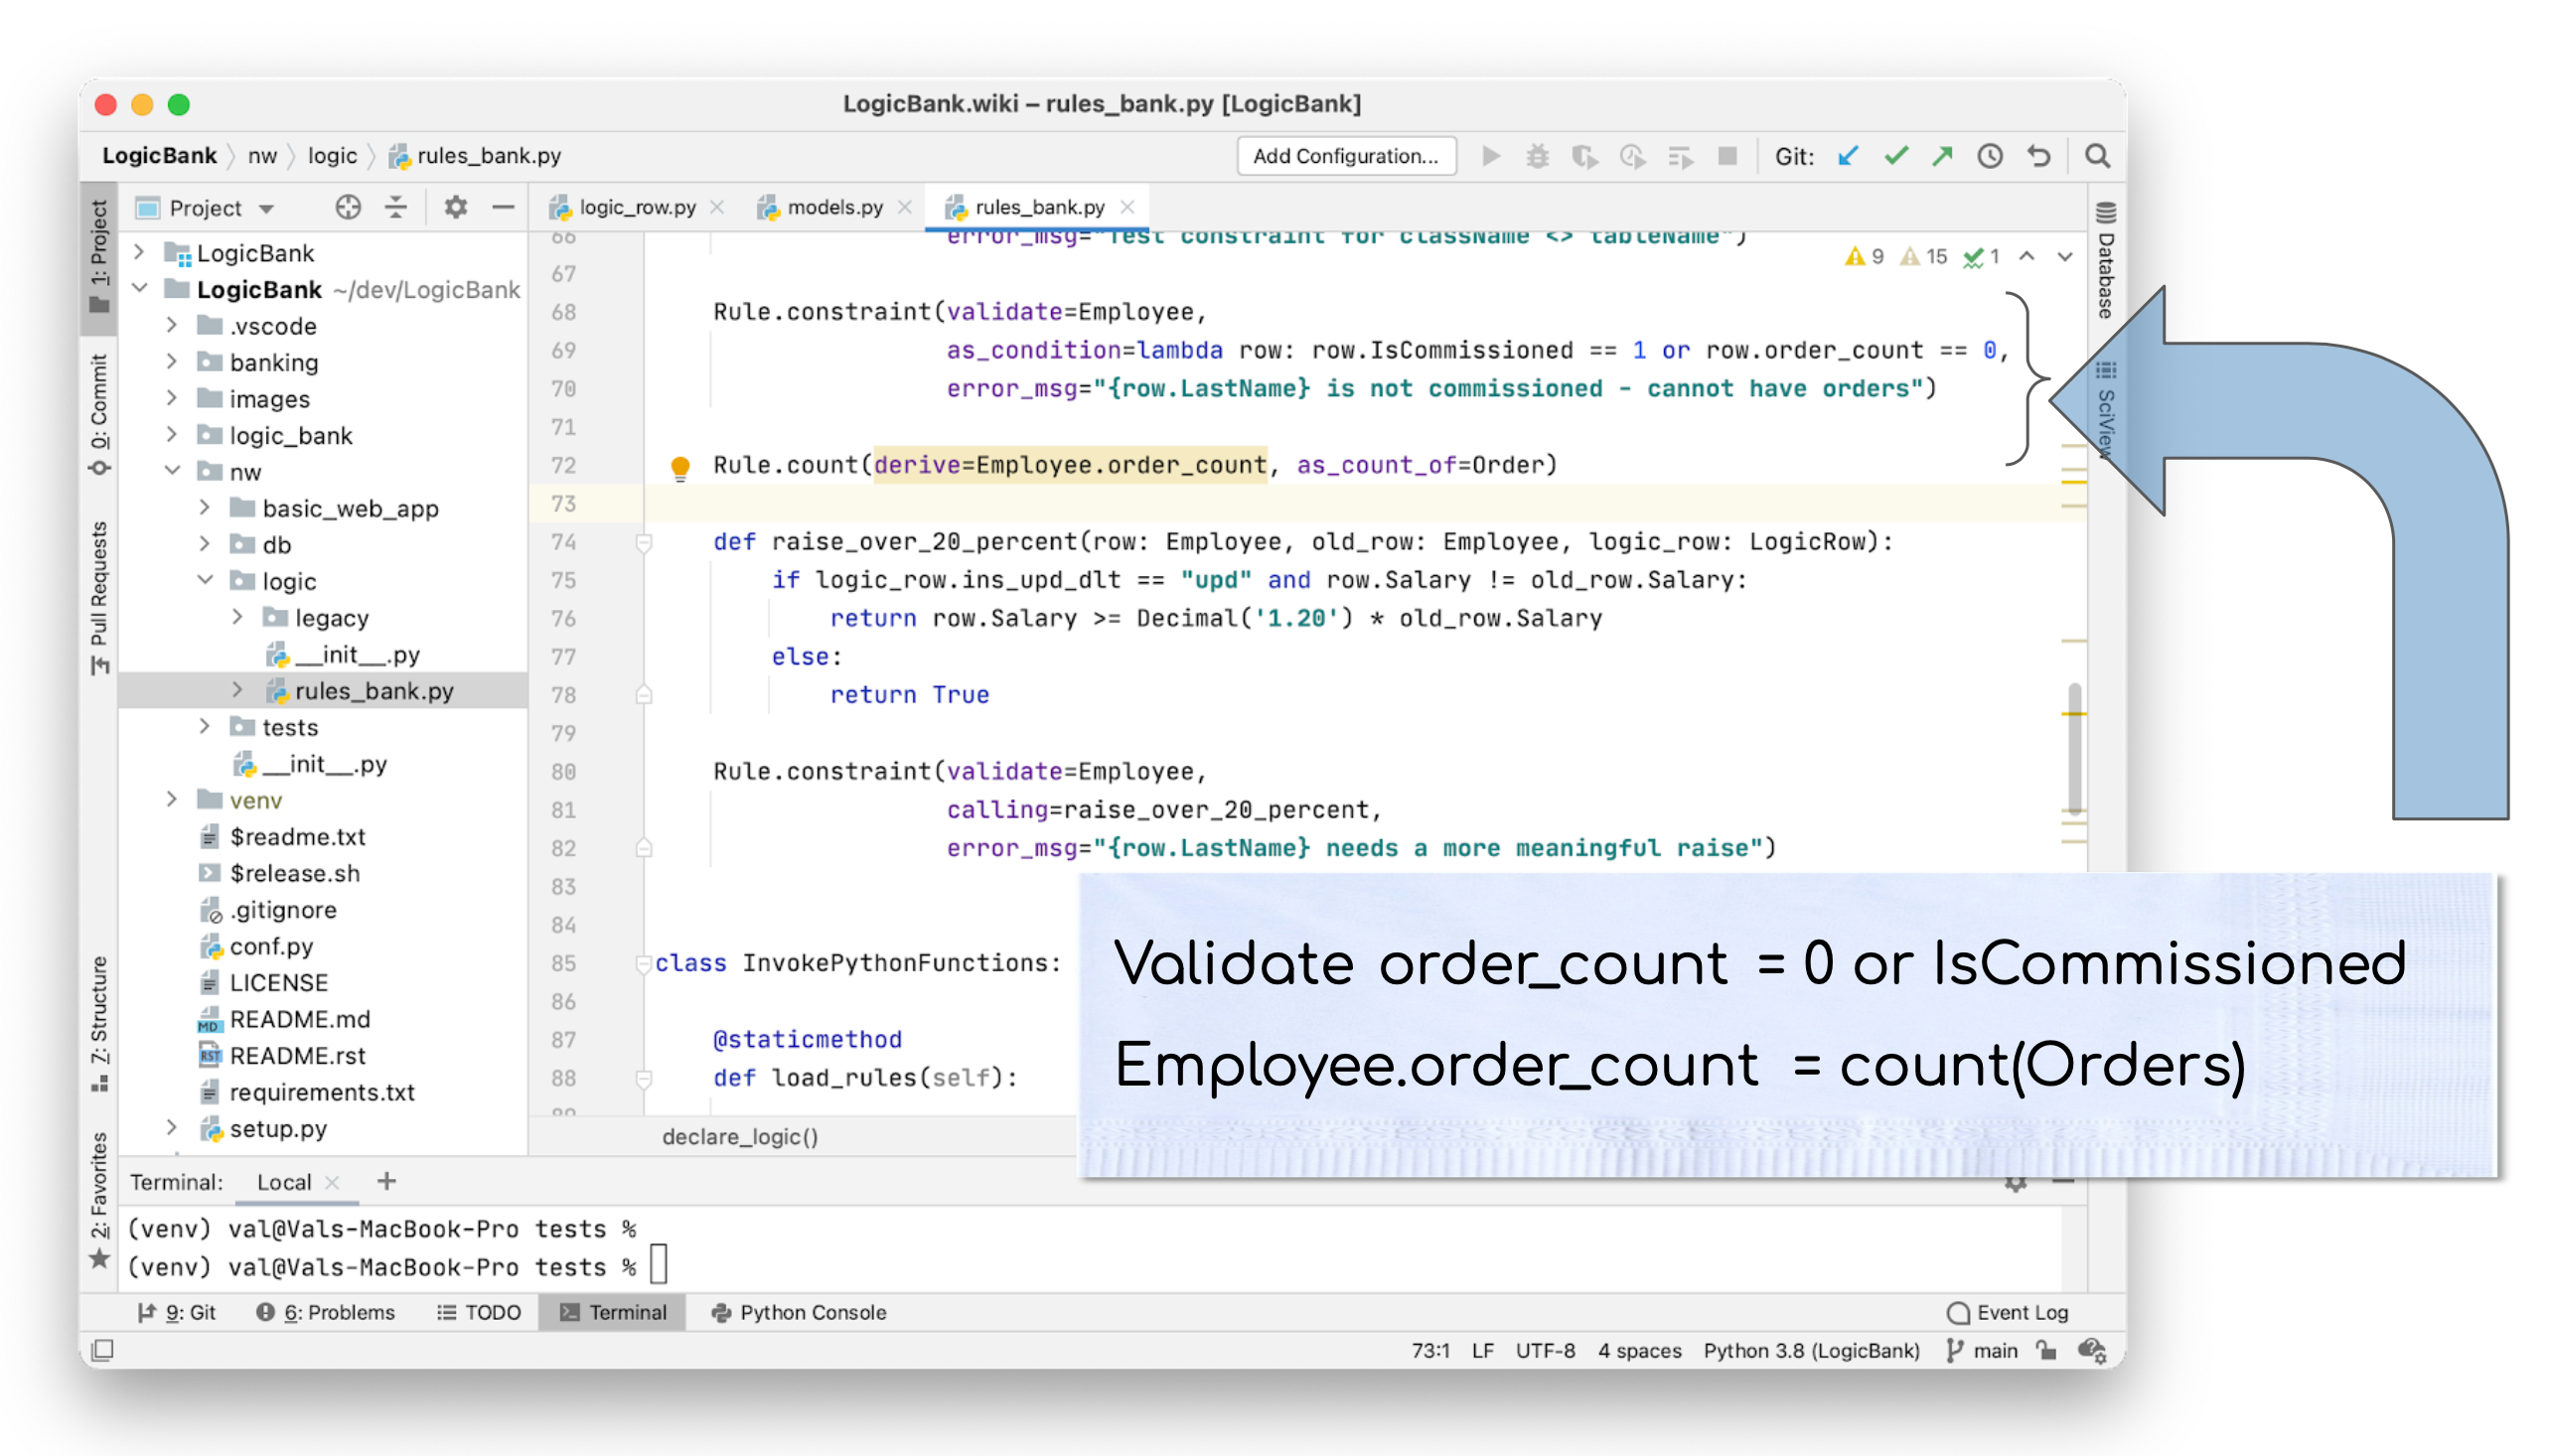 LogicBank.wiki – rules_bank.py [LogicBank]
LogicBank nw logic rules_bank.py
Add Configuration... Git:
1: Project
0: Commit
Pull Requests
Z: Structure
2: Favorites
Project
LogicBank
LogicBank ~/dev/LogicBank
.vscode
banking
images
logic_bank
nw
basic_web_app
db
logic
legacy
__init__.py
rules_bank.py
tests
__init__.py
venv
$readme.txt
$release.sh
.gitignore
conf.py
LICENSE
README.md
README.rst
requirements.txt
setup.py
logic_row.py models.py rules_bank.py
9 15 1
66 error_msg="Test constraint for className <> tableName")
67
68 Rule.constraint(validate=Employee,
69 as_condition=lambda row: row.IsCommissioned == 1 or row.order_count == 0,
70 error_msg="{row.LastName} is not commissioned - cannot have orders")
71
72 Rule.count(derive=Employee.order_count, as_count_of=Order)
73
74 def raise_over_20_percent(row: Employee, old_row: Employee, logic_row: LogicRow):
75 if logic_row.ins_upd_dlt == "upd" and row.Salary != old_row.Salary:
76 return row.Salary >= Decimal('1.20') * old_row.Salary
77 else:
78 return True
79
80 Rule.constraint(validate=Employee,
81 calling=raise_over_20_percent,
82 error_msg="{row.LastName} needs a more meaningful raise")
83
84
85 class InvokePythonFunctions:
86
87 @staticmethod
88 def load_rules(self):
89
declare_logic()
Database
SciView
Validate order_count = 0 or IsCommissioned
Employee.order_count = count(Orders)
Terminal: Local
(venv) val@Vals-MacBook-Pro tests %
(venv) val@Vals-MacBook-Pro tests %
9: Git 6: Problems TODO Terminal Python Console Event Log
73:1 LF UTF-8 4 spaces Python 3.8 (LogicBank) main